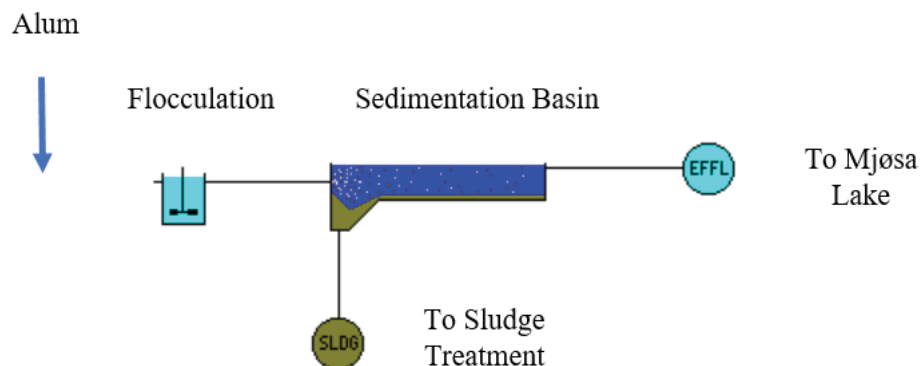 Alum
Flocculation
Sedimentation Basin
EFFL
To Mjøsa
Lake
SLDG
To Sludge
Treatment